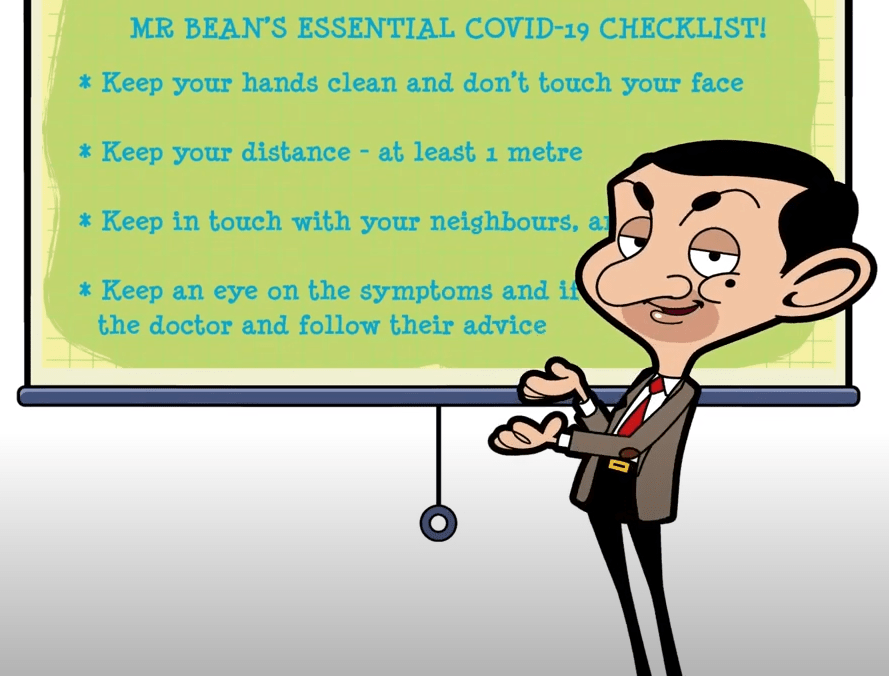 MR BEAN'S ESSENTIAL COVID-19 CHECKLIST!
* Keep your hands clean and don't touch your face
* Keep your distance - at least 1 metre
* Keep in touch with your neighbours,
* Keep an eye on the symptoms and if
the doctor and follow their advice